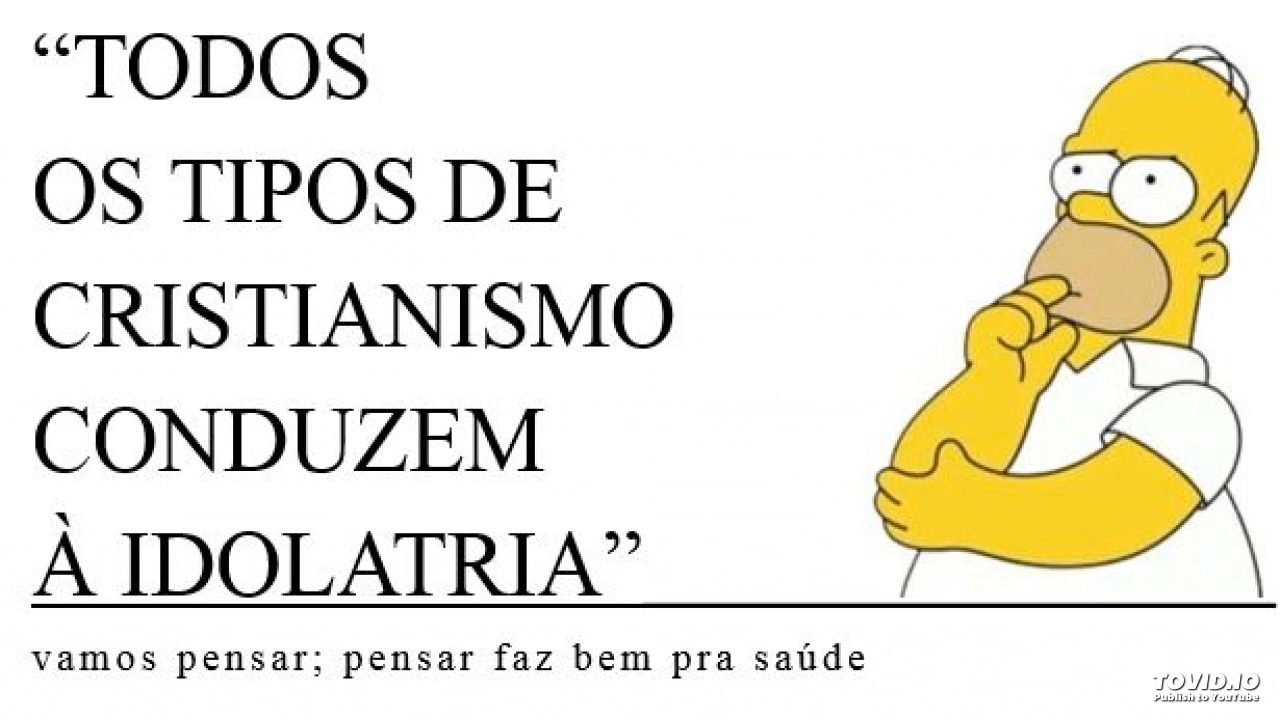 “TODOS
OS TIPOS DE
CRISTIANISMO
CONDUZEM
À IDOLATRIA”
vamos pensar; pensar faz bem pra saúde
TOVID.IO
Publish to YouTube